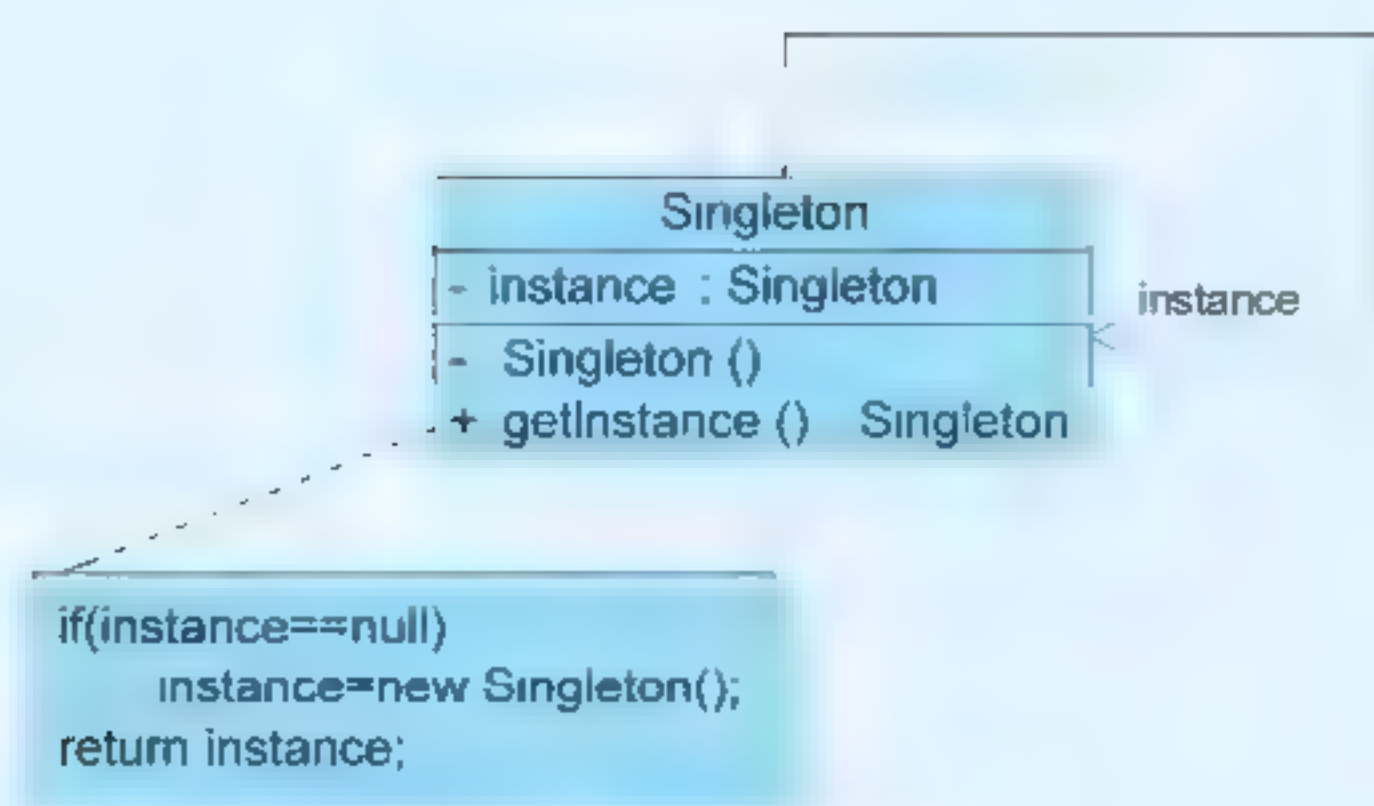 Singleton
- instance : Singleton
instance
- Singleton ()
+ getInstance () Singleton
if(instance==null)
instance=new Singleton();
return instance;